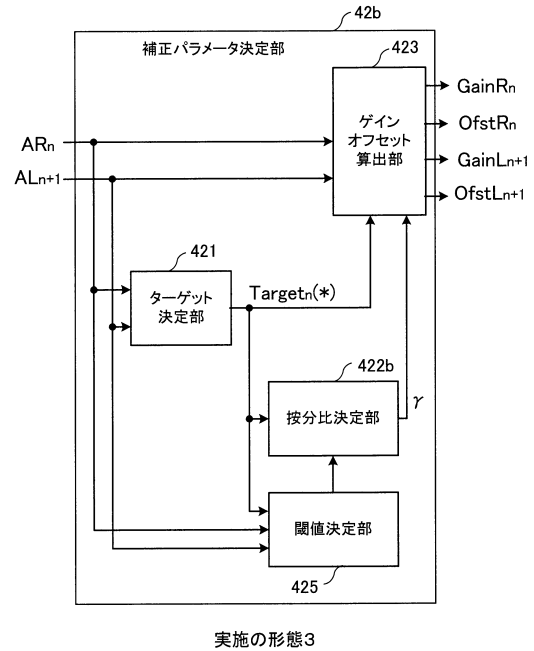 42b
補正パラメータ決定部
423
ゲイン
オフセット
算出部
GainRn
OfstRn
GainLn+1
OfstLn+1
ARn
ALn+1
421
ターゲット
決定部
Targetn(*)
422b
按分比決定部
γ
閾値決定部
425
実施の形態3